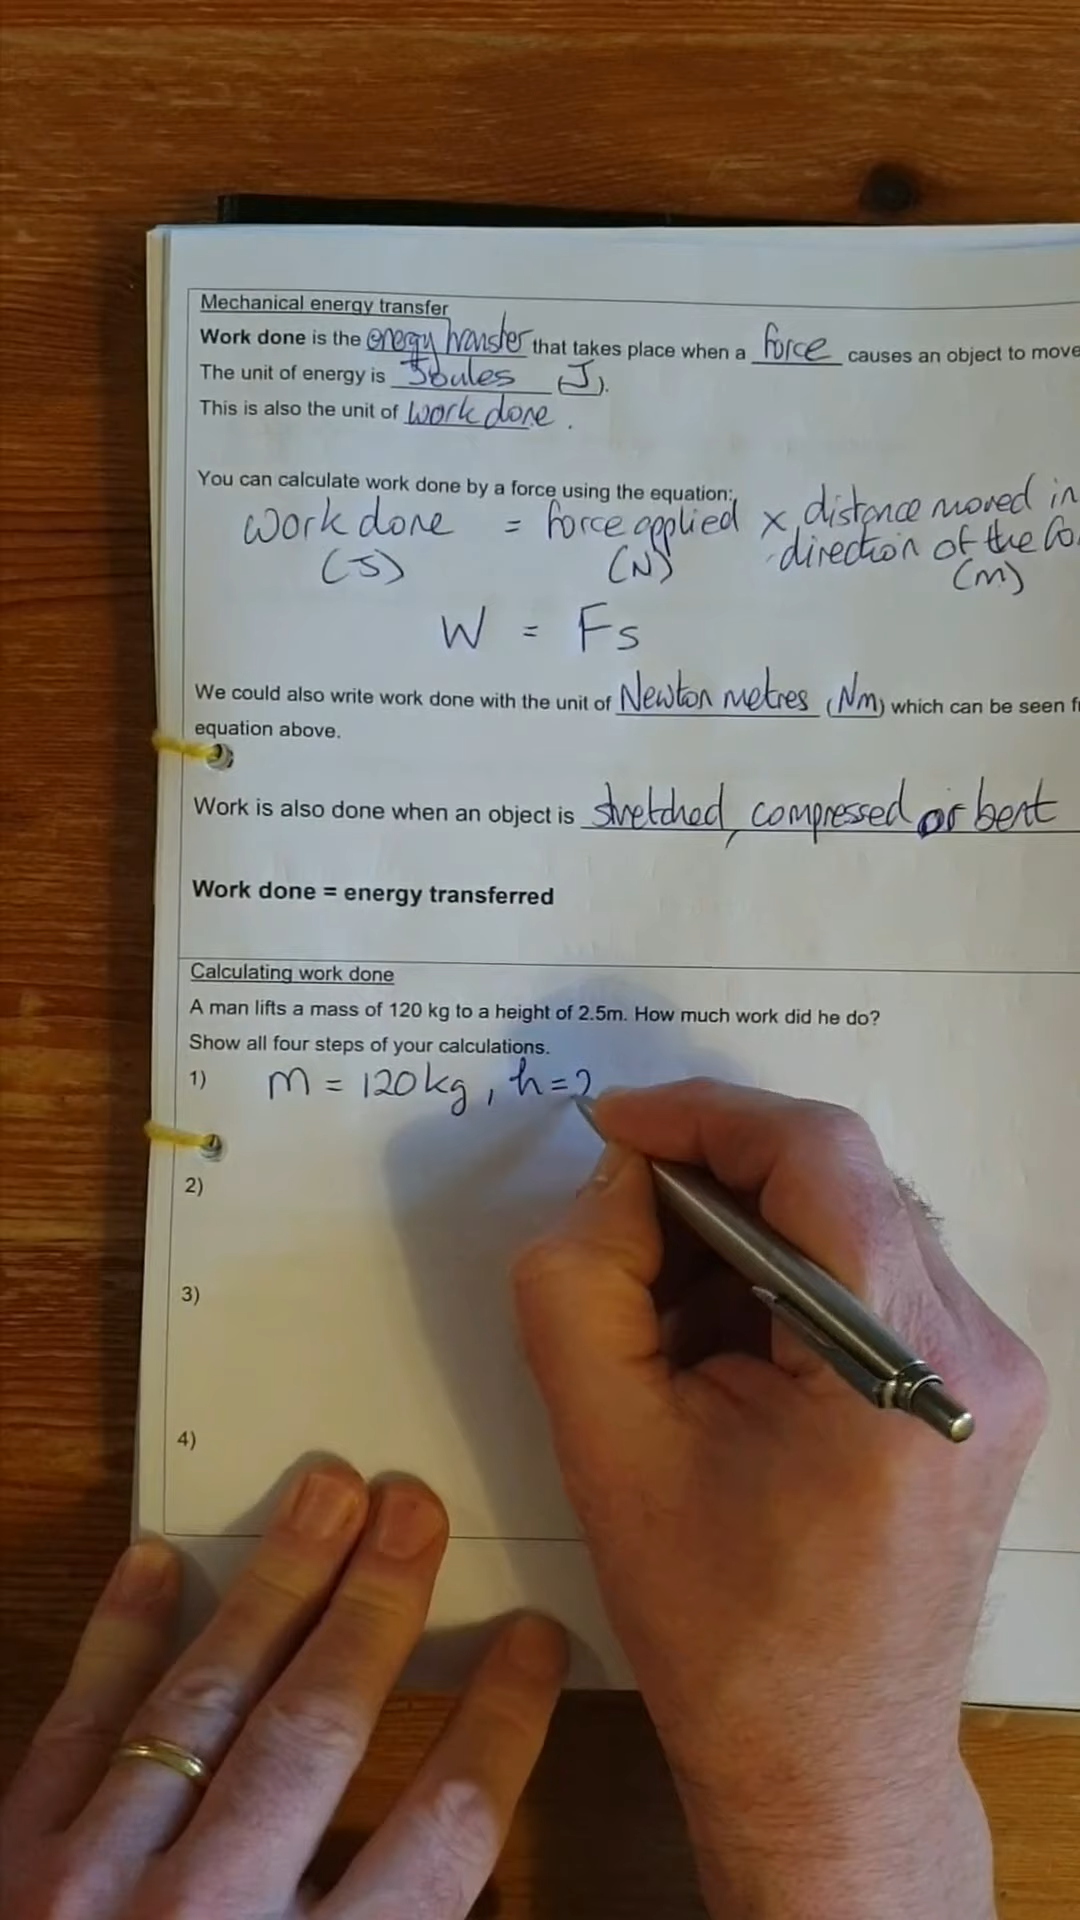 Mechanical energy transfer
Work done is the energy transfer that takes place when a force causes an object to move
The unit of energy is Joules (J).
This is also the unit of work done.
You can calculate work done by a force using the equation:
work done = force applied x distance moved in
(J) (N) direction of the
(m)
W = Fs
We could also write work done with the unit of Newton metres (Nm) which can be seen
equation above.
Work is also done when an object is stretched, compressed or bent
Work done = energy transferred
Calculating work done
A man lifts a mass of 120 kg to a height of 2.5m. How much work did he do?
Show all four steps of your calculations.
1) m = 120kg, h=2
2)
3)
4)